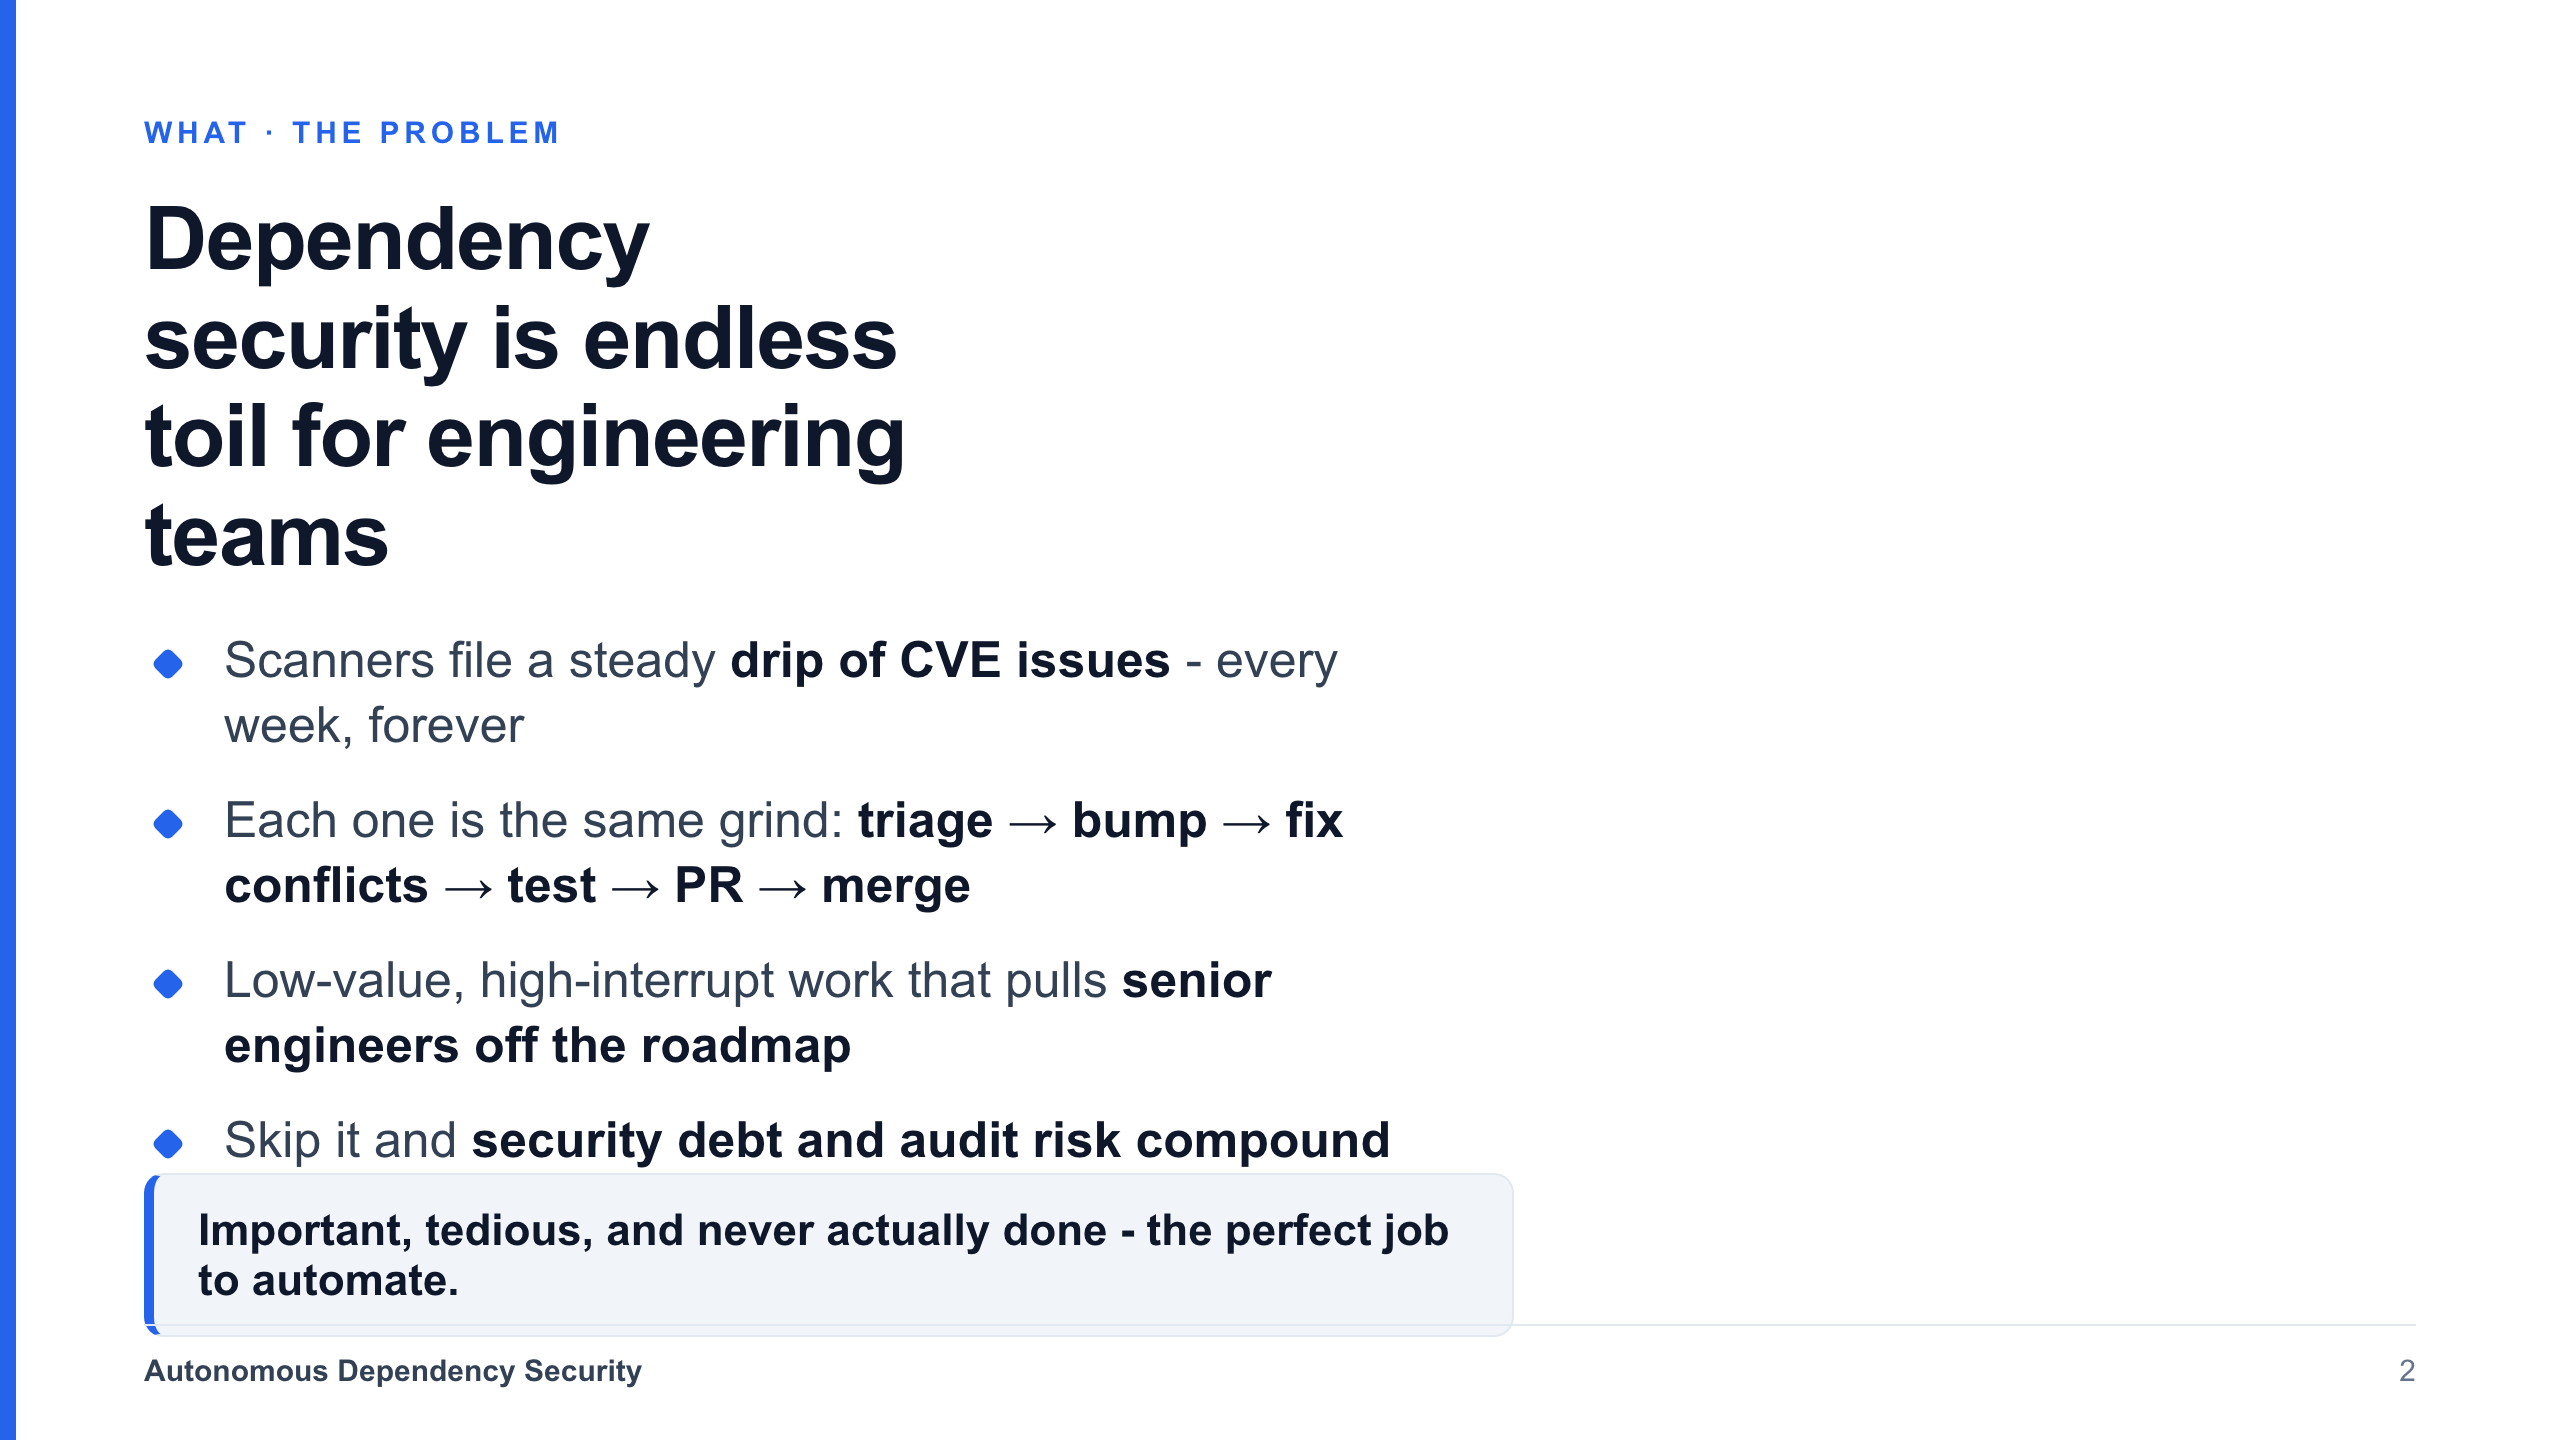 WHAT · THE PROBLEM
Dependency
security is endless
toil for engineering
teams
Scanners file a steady drip of CVE issues - every
week, forever
Each one is the same grind: triage → bump → fix
conflicts → test → PR → merge
Low-value, high-interrupt work that pulls senior
engineers off the roadmap
Skip it and security debt and audit risk compound
Important, tedious, and never actually done - the perfect job
to automate.
Autonomous Dependency Security
2